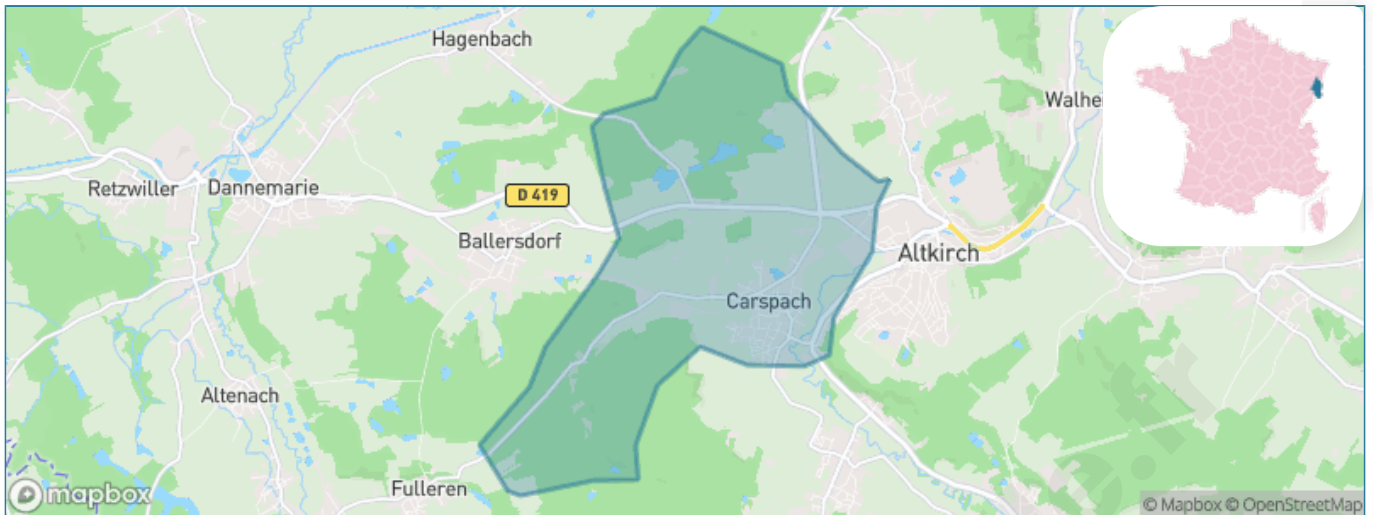 Hagenbach
Walhe
Retzwiller
Dannemarie
D 419
Ballersdorf
Altkirch
Carspach
Altenach
Fulleren
mapbox
© Mapbox © OpenStreetMap